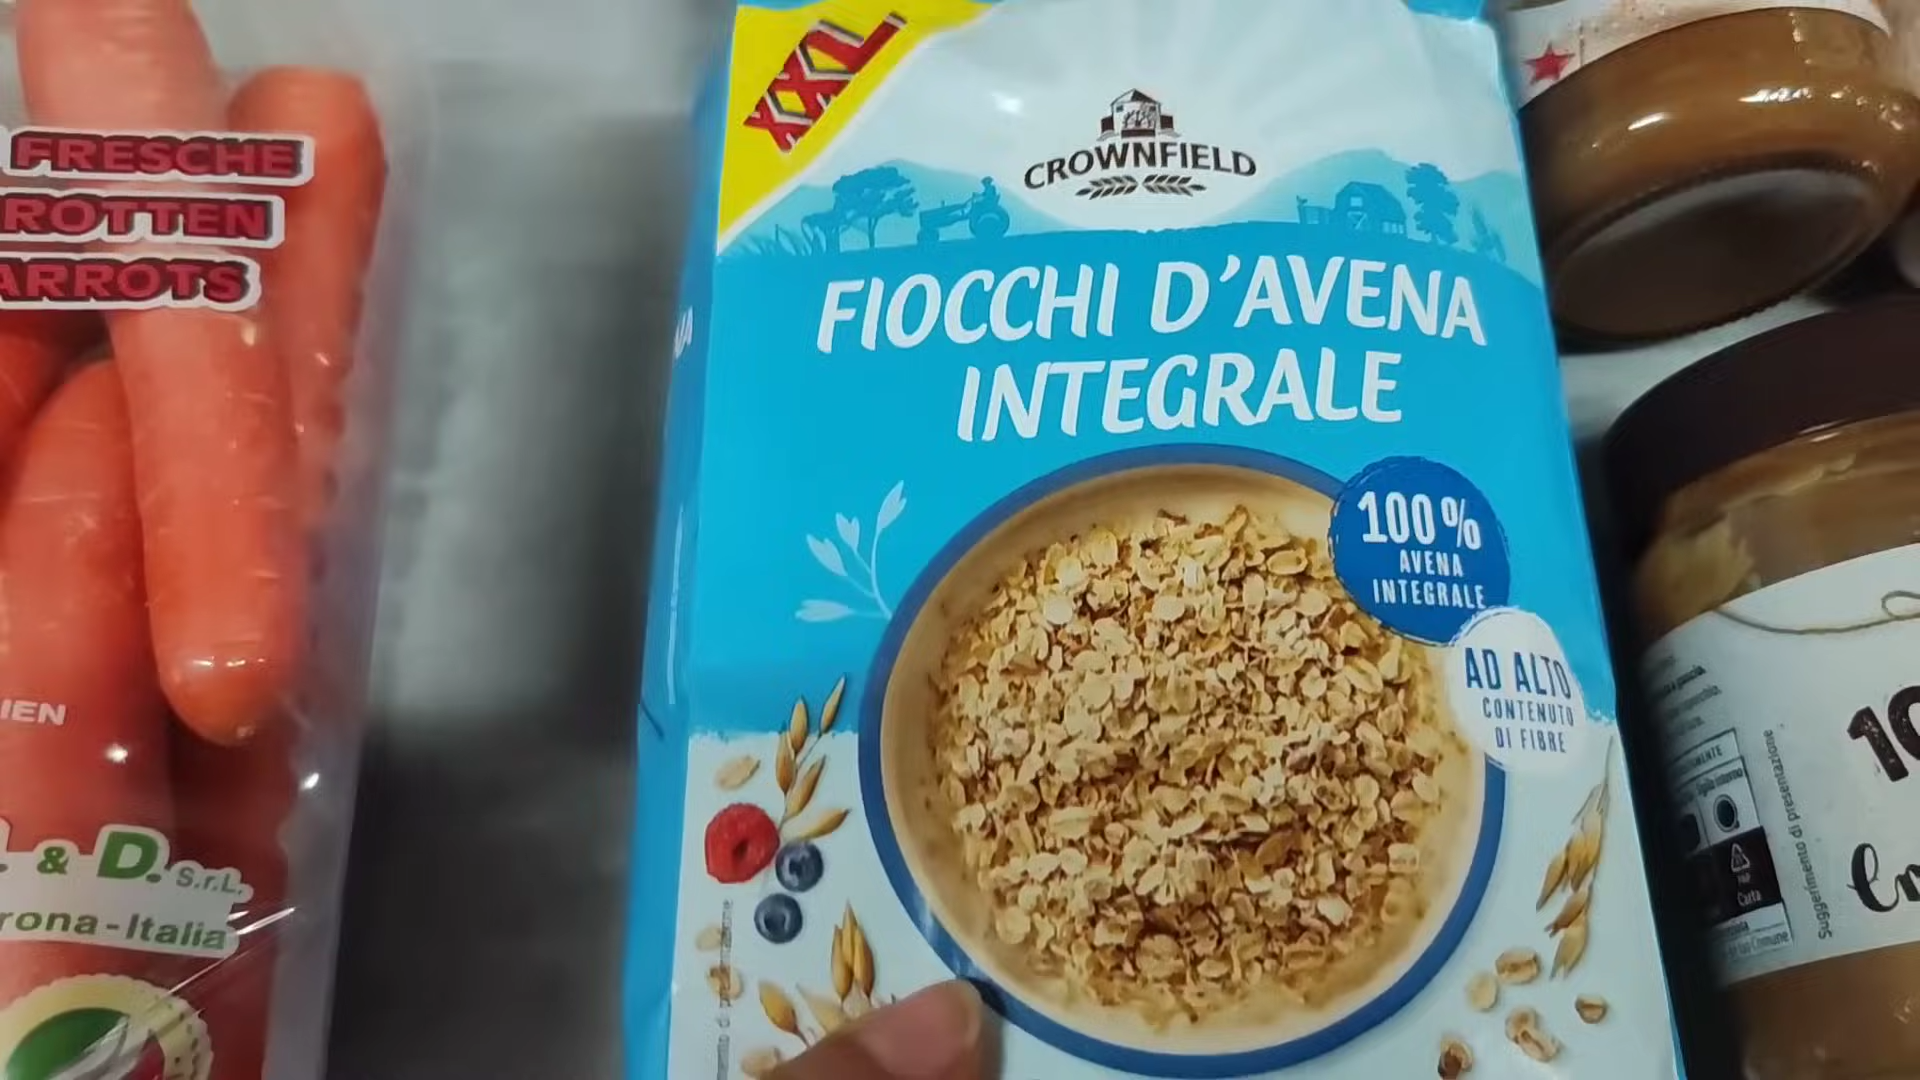 FRESCHE
ROTTEN
ARROTS
IEN
& D. S.r.L.
rona-Italia
XXL
CROWNFIELD
FIOCCHI D'AVENA
INTEGRALE
100%
AVENA
INTEGRALE
AD ALTO
CONTENUTO
DI FIBRE
Suggerimento di presentazione
Carta
10